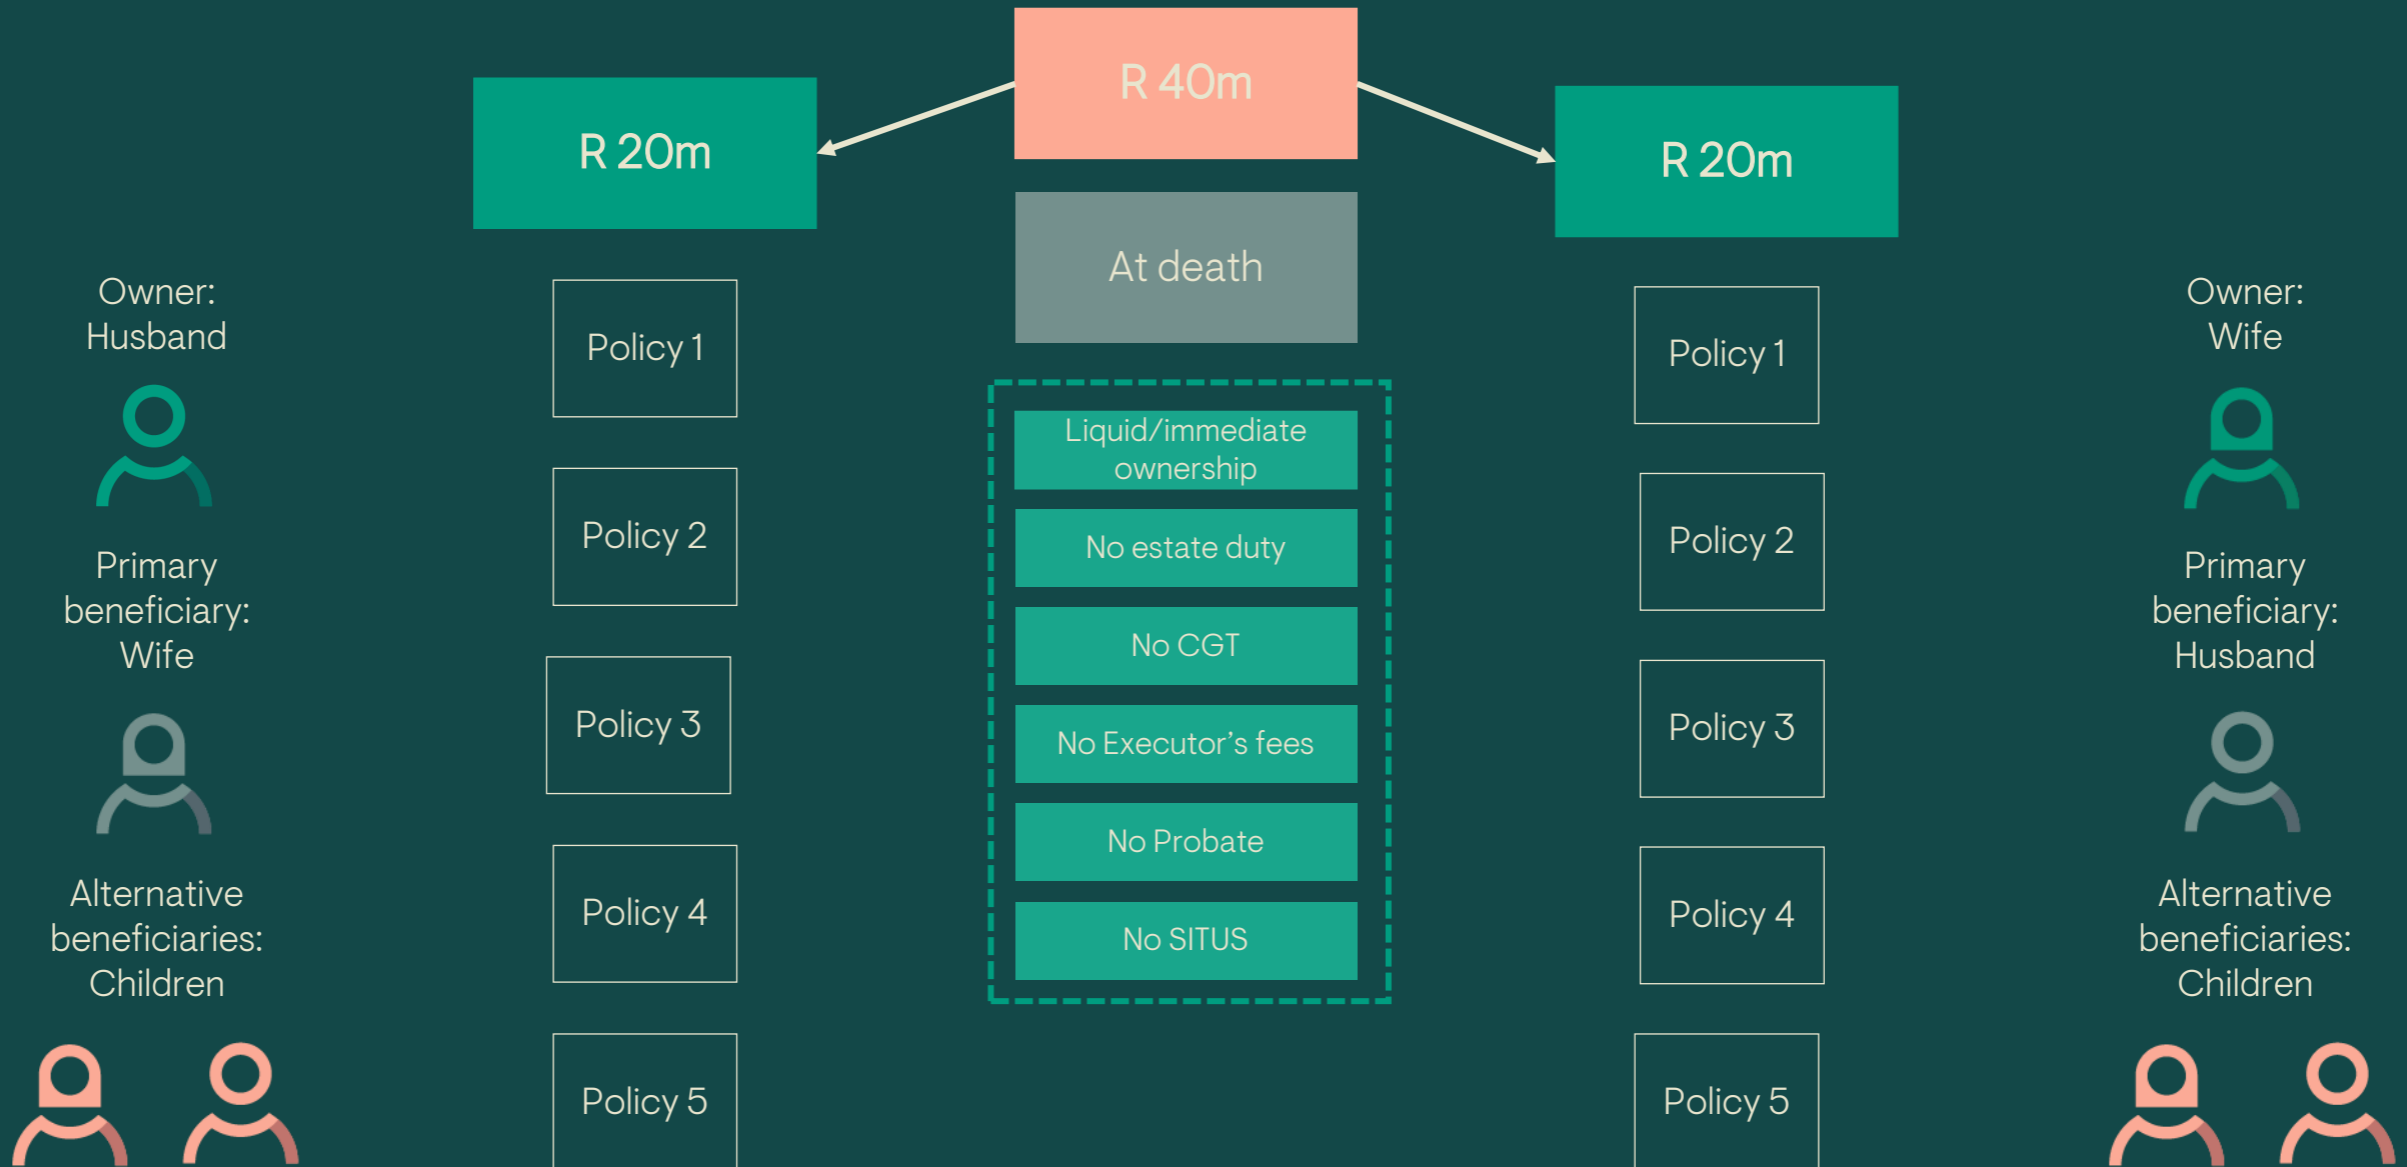 R 40m
R 20m
R 20m
At death
Owner:
Husband
Primary
beneficiary:
Wife
Alternative
beneficiaries:
Children
Policy 1
Policy 2
Policy 3
Policy 4
Policy 5
Liquid/immediate
ownership
No estate duty
No CGT
No Executor’s fees
No Probate
No SITUS
Policy 1
Policy 2
Policy 3
Policy 4
Policy 5
Owner:
Wife
Primary
beneficiary:
Husband
Alternative
beneficiaries:
Children